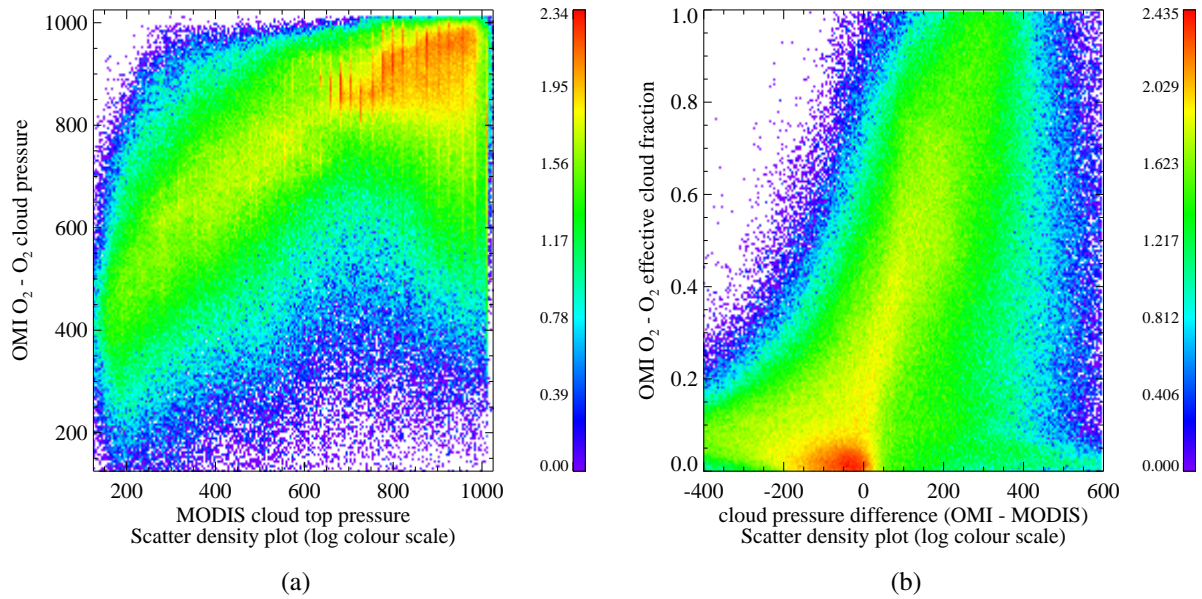 1000
800
600
400
200
OMI O2 - O2 cloud pressure
200 400 600 800 1000
MODIS cloud top pressure
Scatter density plot (log colour scale)
2.34
1.95
1.56
1.17
0.78
0.39
0.00
(a)
1.0
0.8
0.6
0.4
0.2
0.0
OMI O2 - O2 effective cloud fraction
-400 -200 0 200 400 600
cloud pressure difference (OMI - MODIS)
Scatter density plot (log colour scale)
2.435
2.029
1.623
1.217
0.812
0.406
0.000
(b)